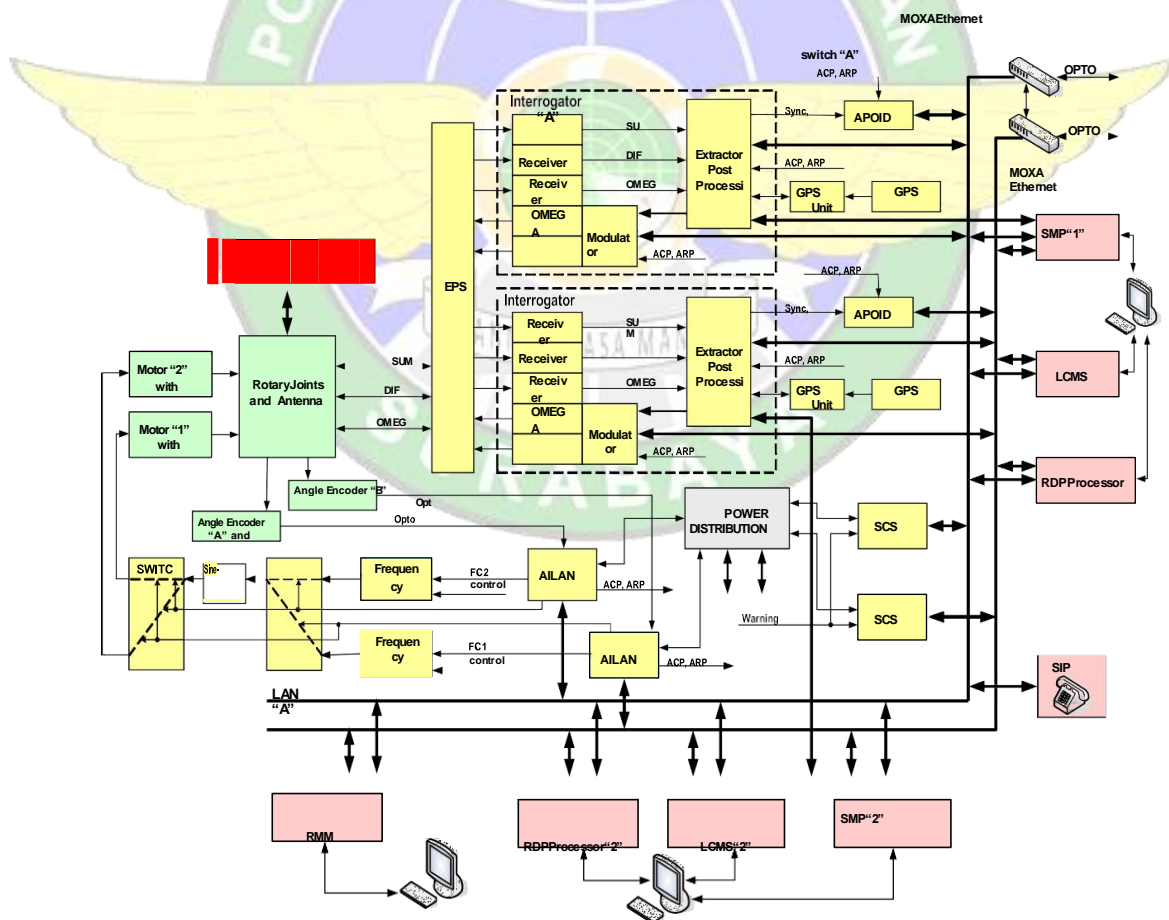 MOXAEthernet
switch “A”
ACP, ARP
OPTO
OPTO
MOXA
Ethernet
Interrogator
“A”
SU
Receiver
DIF
Receiv
er
OMEG
OMEG
A
Modulat
or
Extractor
Post
Processi
Sync,
APOID
ACP, ARP
GPS
Unit
GPS
ACP, ARP
EPS
SMP“1”
Interrogator
Receiv
er
SU
M
Receiver
Receiv
er
OMEG
OMEG
A
Modulat
or
Extractor
Post
Processi
ACP, ARP
Sync,
APOID
ACP, ARP
GPS
Unit
GPS
ACP, ARP
LCMS
RDPProcessor
Motor “2”
with
Motor “1”
with
RotaryJoints
and Antenna
SUM
DIF
OMEG
Angle Encoder “B”
Opt
Angle Encoder
“A” and
Opto
POWER
DISTRIBUTION
SCS
SCS
Warning
SWITC
Sine-
Frequen
cy
FC2
control
AILAN
ACP, ARP
Frequen
cy
FC1
control
AILAN
ACP, ARP
SIP
LAN
“A”
RMM
RDPProcessor“2”
LCMS“2”
SMP“2”
SURABAYA